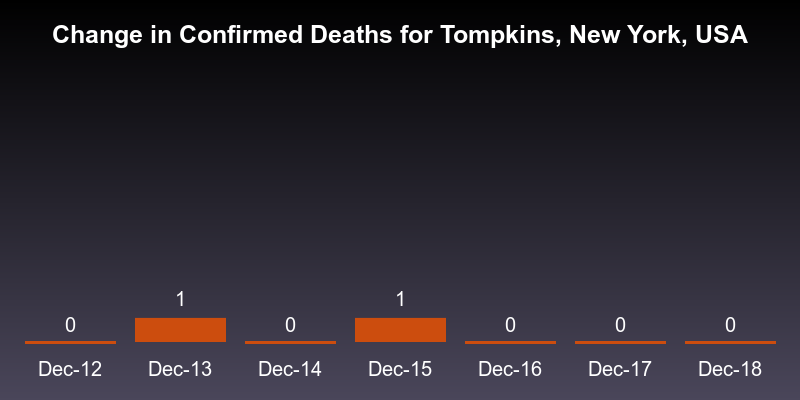 Change in Confirmed Deaths for Tompkins, New York, USA
0 1 0 1 0 0 0
Dec-12 Dec-13 Dec-14 Dec-15 Dec-16 Dec-17 Dec-18